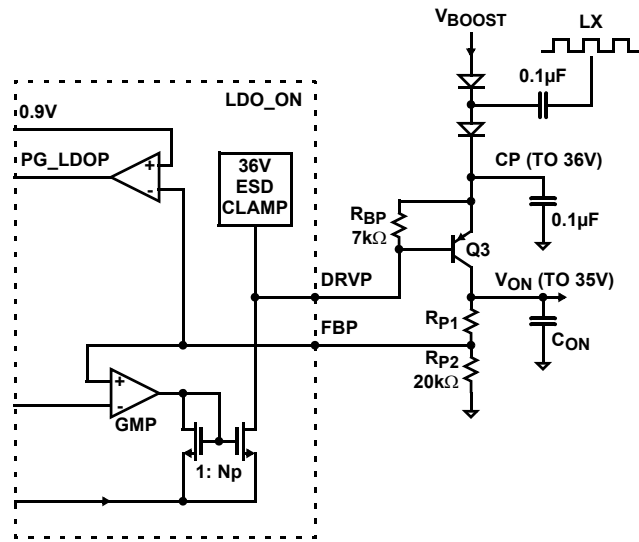 VBOOST
LX
0.1µF
LDO_ON
0.9V
PG_LDOP
+
-
36V
ESD
CLAMP
CP (TO 36V)
RBP
7kΩ
0.1µF
Q3
DRVP
VON (TO 35V)
FBP
RP1
CON
RP2
20kΩ
+
-
GMP
1: Np